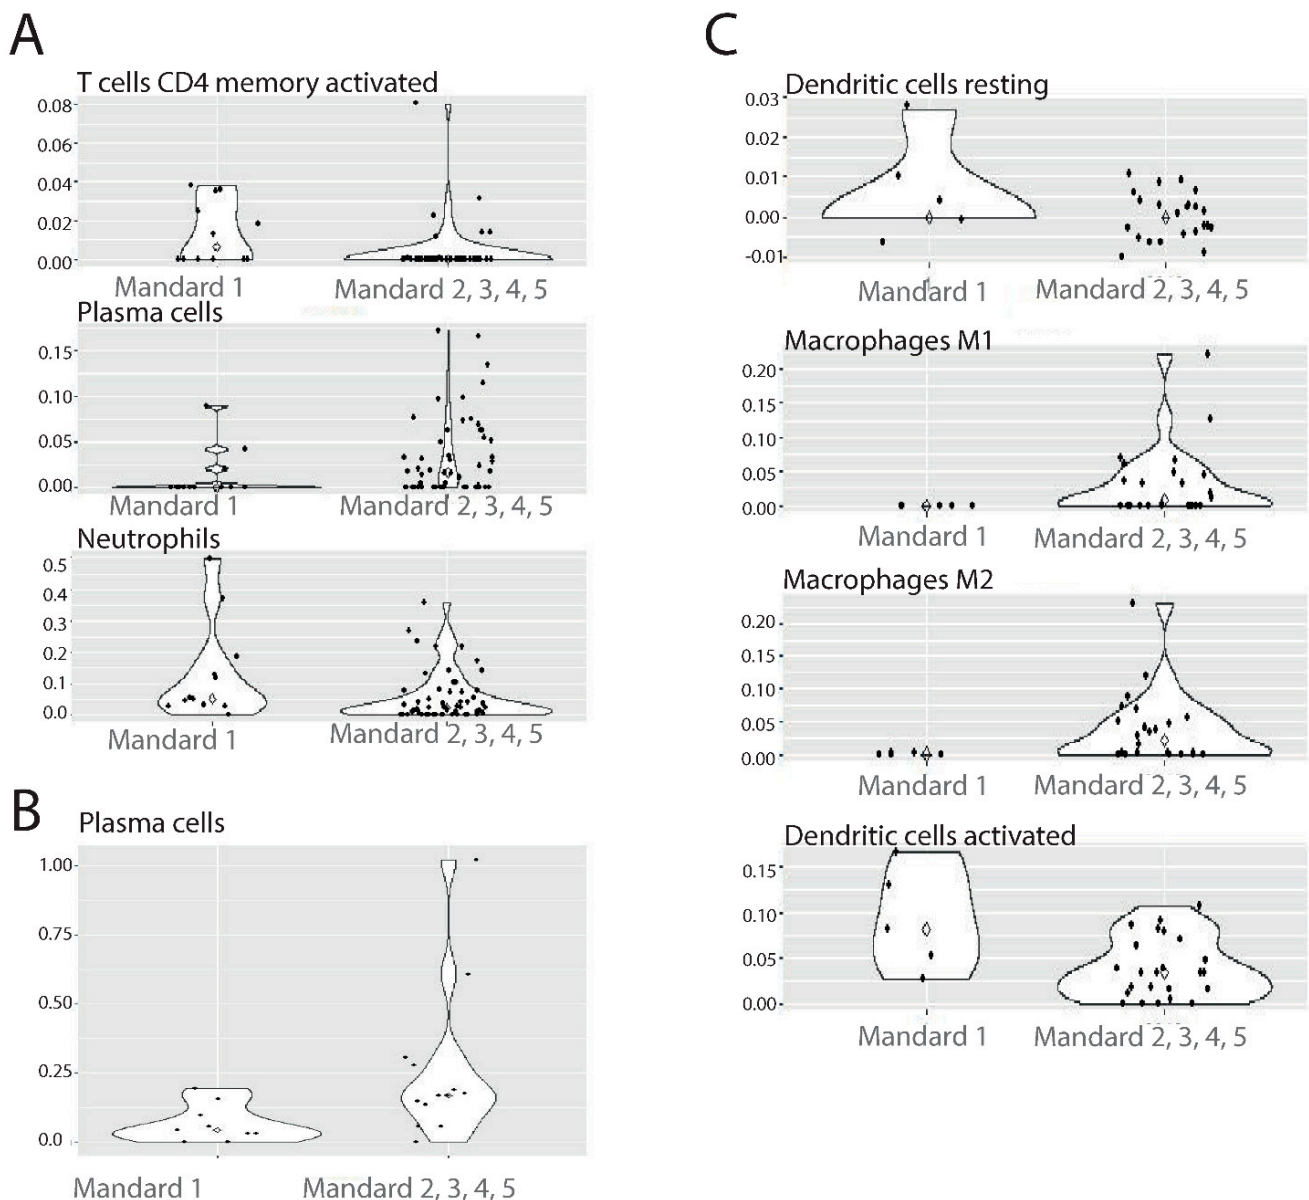 A
T cells CD4 memory activated
0.08
0.06
0.04
0.02
0.00
Mandard 1 Mandard 2, 3, 4, 5
Plasma cells
0.15
0.10
0.05
0.00
Mandard 1 Mandard 2, 3, 4, 5
Neutrophils
0.5
0.4
0.3
0.2
0.1
0.0
Mandard 1 Mandard 2, 3, 4, 5
B
Plasma cells
1.00
0.75
0.50
0.25
0.0
Mandard 1 Mandard 2, 3, 4, 5
C
Dendritic cells resting
0.03
0.02
0.01
0.00
-0.01
Mandard 1 Mandard 2, 3, 4, 5
Macrophages M1
0.20
0.15
0.10
0.05
0.00
Mandard 1 Mandard 2, 3, 4, 5
Macrophages M2
0.20
0.15
0.10
0.05
0.00
Mandard 1 Mandard 2, 3, 4, 5
Dendritic cells activated
0.15
0.10
0.05
0.00
Mandard 1 Mandard 2, 3, 4, 5